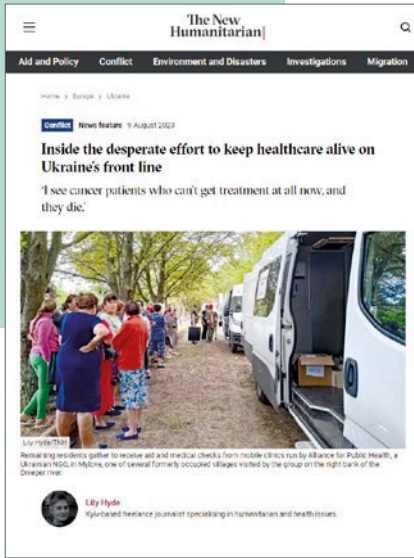 The New
Humanitarian|
Aid and Policy Conflict Environment and Disasters Investigations Migration
Home > Europe > Ukraine
Conflict News feature 9 August 2023
Inside the desperate effort to keep healthcare alive on
Ukraine's front line
'I see cancer patients who can't get treatment at all now, and
they die.'
Lily Hyde/TNH
Remaining residents gather to receive aid and medical checks from mobile clinics run by Alliance for Public Health, a
Ukrainian NGO, in Mylove, one of several formerly occupied villages visited by the group on the right bank of the
Dnieper river.
Lily Hyde
Kyiv-based freelance journalist specialising in humanitarian and health issues.